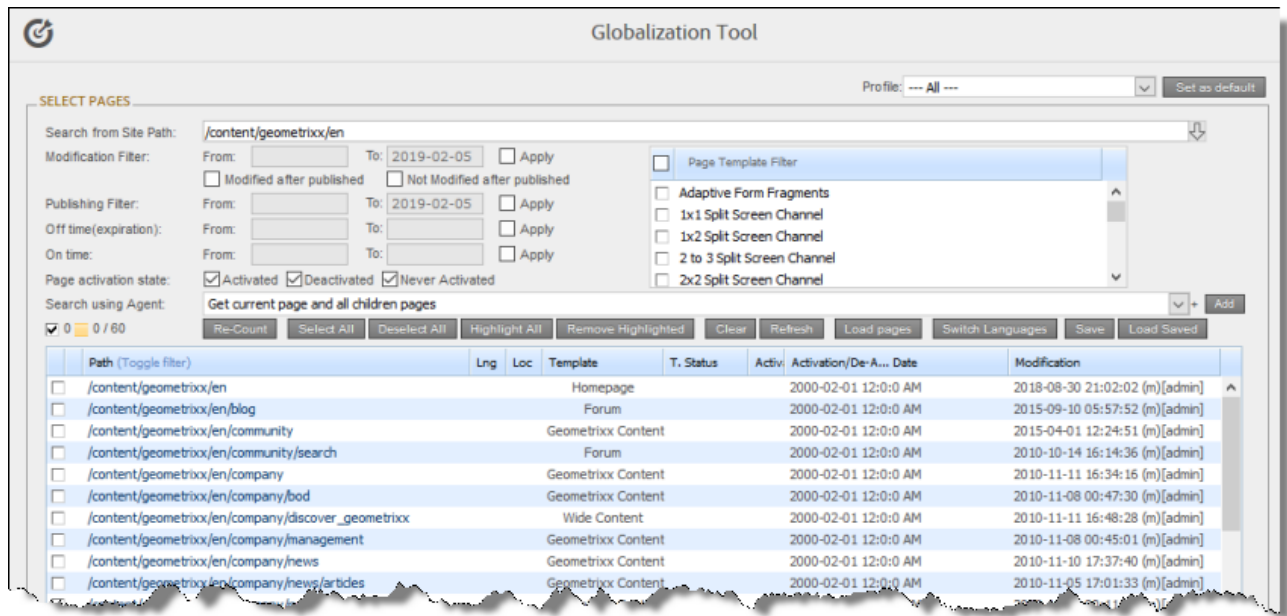 Globalization Tool
Profile: --- All --- Set as default
SELECT PAGES
Search from Site Path: /content/geometrixx/en
Modification Filter: From: To: 2019-02-05 Apply
Modified after published Not Modified after published
Publishing Filter: From: To: 2019-02-05 Apply
Off time(expiration): From: To: Apply
On time: From: To: Apply
Page activation state: Activated Deactivated Never Activated
Page Template Filter
Adaptive Form Fragments
1x1 Split Screen Channel
1x2 Split Screen Channel
2 to 3 Split Screen Channel
2x2 Split Screen Channel
Search using Agent: Get current page and all children pages + Add
0 0 / 60 Re-Count Select All Deselect All Highlight All Remove Highlighted Clear Refresh Load pages Switch Languages Save Load Saved
Path (Toggle filter) Lng Loc Template T. Status Activ Activation/De-A... Date Modification
/content/geometrixx/en Homepage 2000-02-01 12:0:0 AM 2018-08-30 21:02:02 (m)[admin]
/content/geometrixx/en/blog Forum 2000-02-01 12:0:0 AM 2015-09-10 05:57:52 (m)[admin]
/content/geometrixx/en/community Geometrixx Content 2000-02-01 12:0:0 AM 2015-04-01 12:24:51 (m)[admin]
/content/geometrixx/en/community/search Forum 2000-02-01 12:0:0 AM 2010-10-14 16:14:36 (m)[admin]
/content/geometrixx/en/company Geometrixx Content 2000-02-01 12:0:0 AM 2010-11-11 16:34:16 (m)[admin]
/content/geometrixx/en/company/bod Geometrixx Content 2000-02-01 12:0:0 AM 2010-11-08 00:47:30 (m)[admin]
/content/geometrixx/en/company/discover_geometrixx Wide Content 2000-02-01 12:0:0 AM 2010-11-11 16:48:28 (m)[admin]
/content/geometrixx/en/company/management Geometrixx Content 2000-02-01 12:0:0 AM 2010-11-08 00:45:01 (m)[admin]
/content/geometrixx/en/company/news Geometrixx Content 2000-02-01 12:0:0 AM 2010-11-10 17:37:40 (m)[admin]
/content/geometrixx/en/company/news/articles Geometrixx Content 2000-02-01 12:0:0 AM 2010-11-05 17:01:33 (m)[admin]